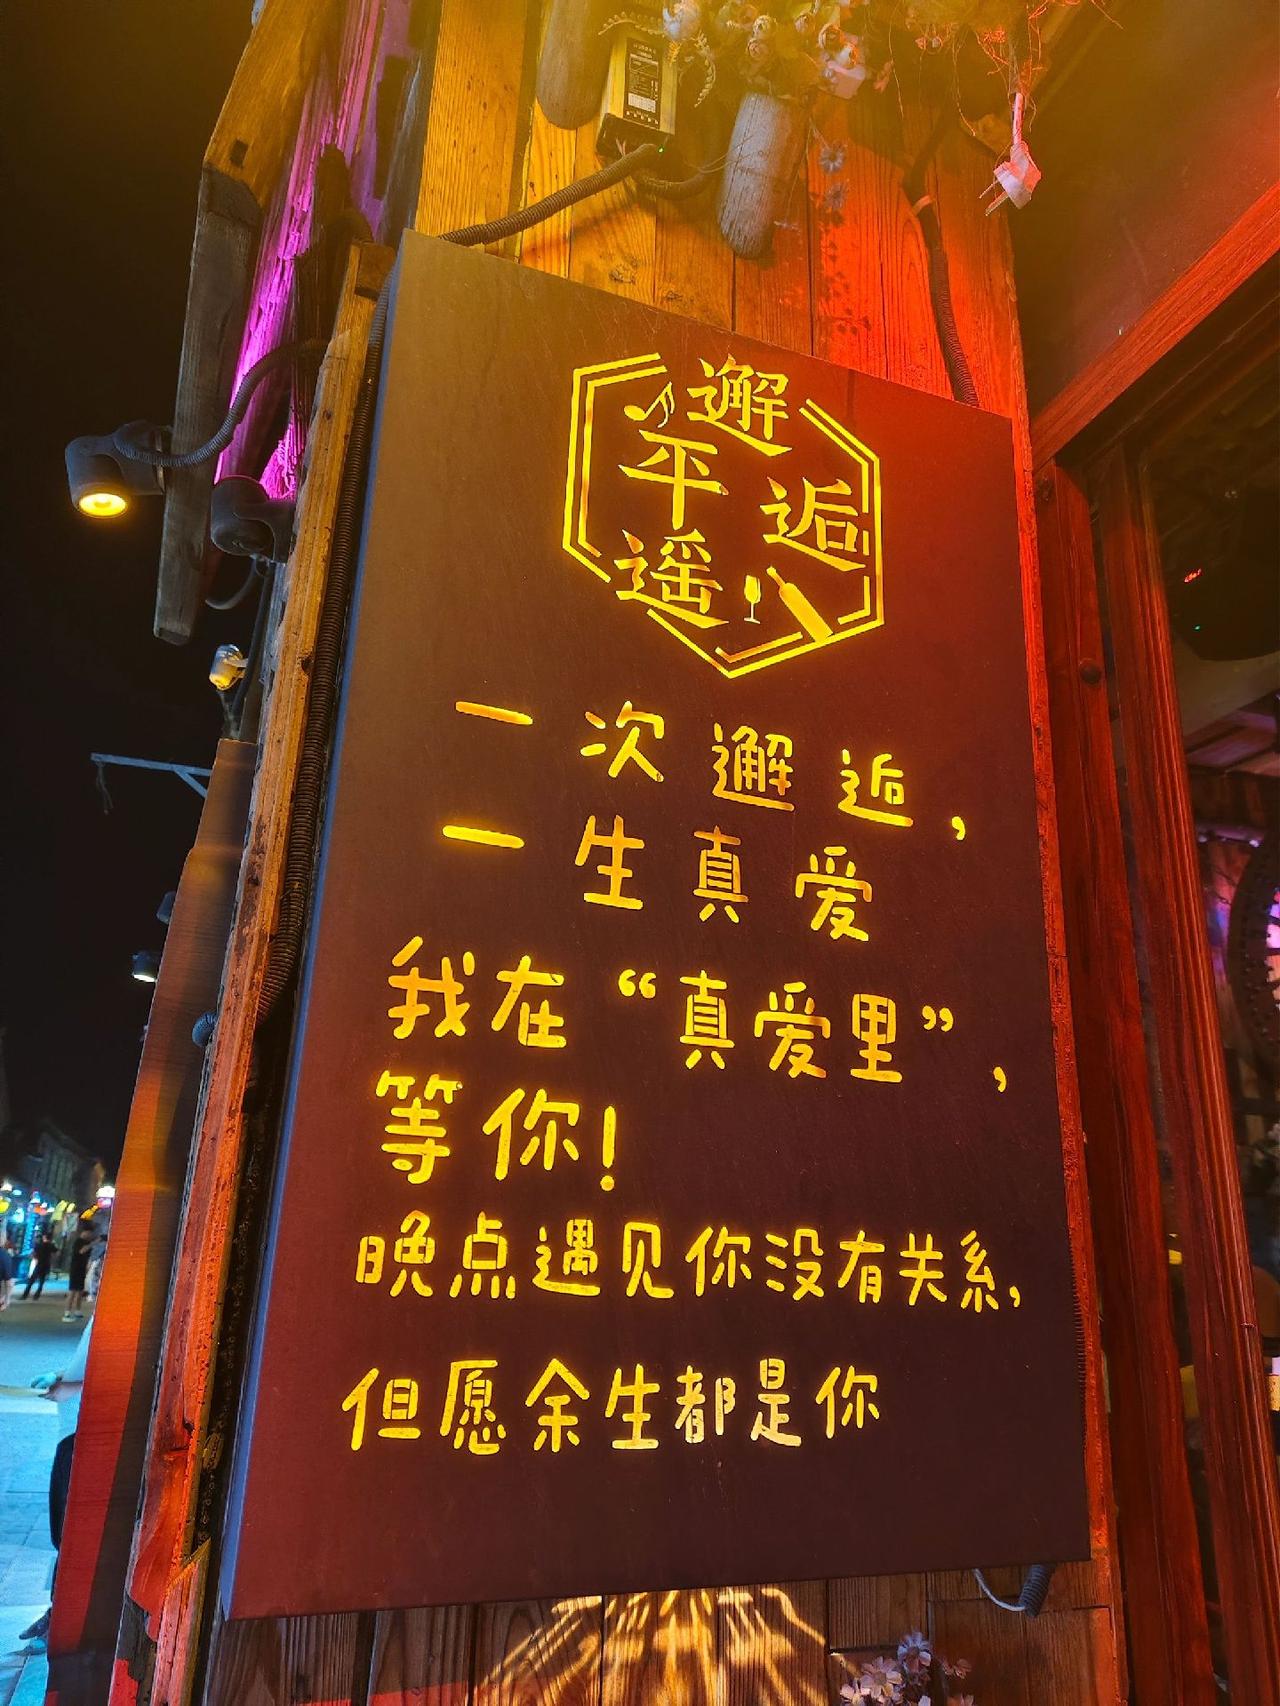 邂逅
平遥
一次邂逅，
一生真爱
我在“真爱里”，
等你！
晚点遇见你没有关系，
但愿余生都是你